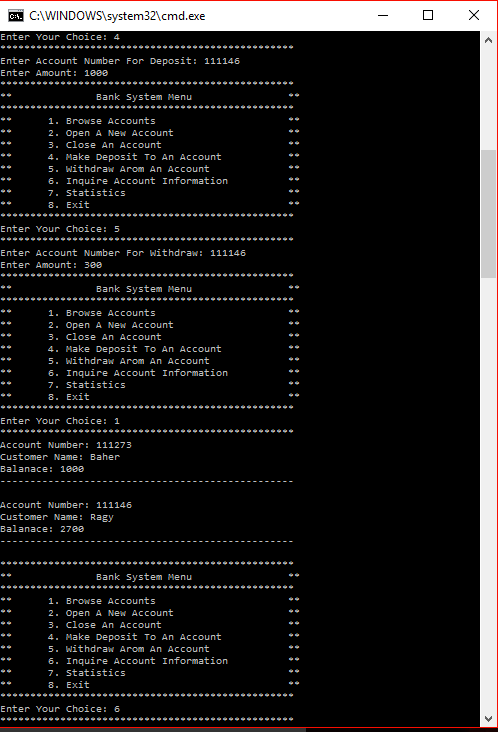 C:\WINDOWS\system32\cmd.exe
Enter Your Choice: 4
*************************************************
Enter Account Number For Deposit: 111146
Enter Amount: 1000
*************************************************
**              Bank System Menu                **
*************************************************
**      1. Browse Accounts                      **
**      2. Open A New Account                   **
**      3. Close An Account                     **
**      4. Make Deposit To An Account           **
**      5. Withdraw Arom An Account             **
**      6. Inquire Account Information          **
**      7. Statistics                           **
**      8. Exit                                 **
*************************************************
Enter Your Choice: 5
*************************************************
Enter Account Number For Withdraw: 111146
Enter Amount: 300
*************************************************
**              Bank System Menu                **
*************************************************
**      1. Browse Accounts                      **
**      2. Open A New Account                   **
**      3. Close An Account                     **
**      4. Make Deposit To An Account           **
**      5. Withdraw Arom An Account             **
**      6. Inquire Account Information          **
**      7. Statistics                           **
**      8. Exit                                 **
*************************************************
Enter Your Choice: 1
*************************************************
Account Number: 111273
Customer Name: Baher
Balanace: 1000
-------------------------------------------------
Account Number: 111146
Customer Name: Ragy
Balanace: 2700
-------------------------------------------------
*************************************************
**              Bank System Menu                **
*************************************************
**      1. Browse Accounts                      **
**      2. Open A New Account                   **
**      3. Close An Account                     **
**      4. Make Deposit To An Account           **
**      5. Withdraw Arom An Account             **
**      6. Inquire Account Information          **
**      7. Statistics                           **
**      8. Exit                                 **
*************************************************
Enter Your Choice: 6
*************************************************